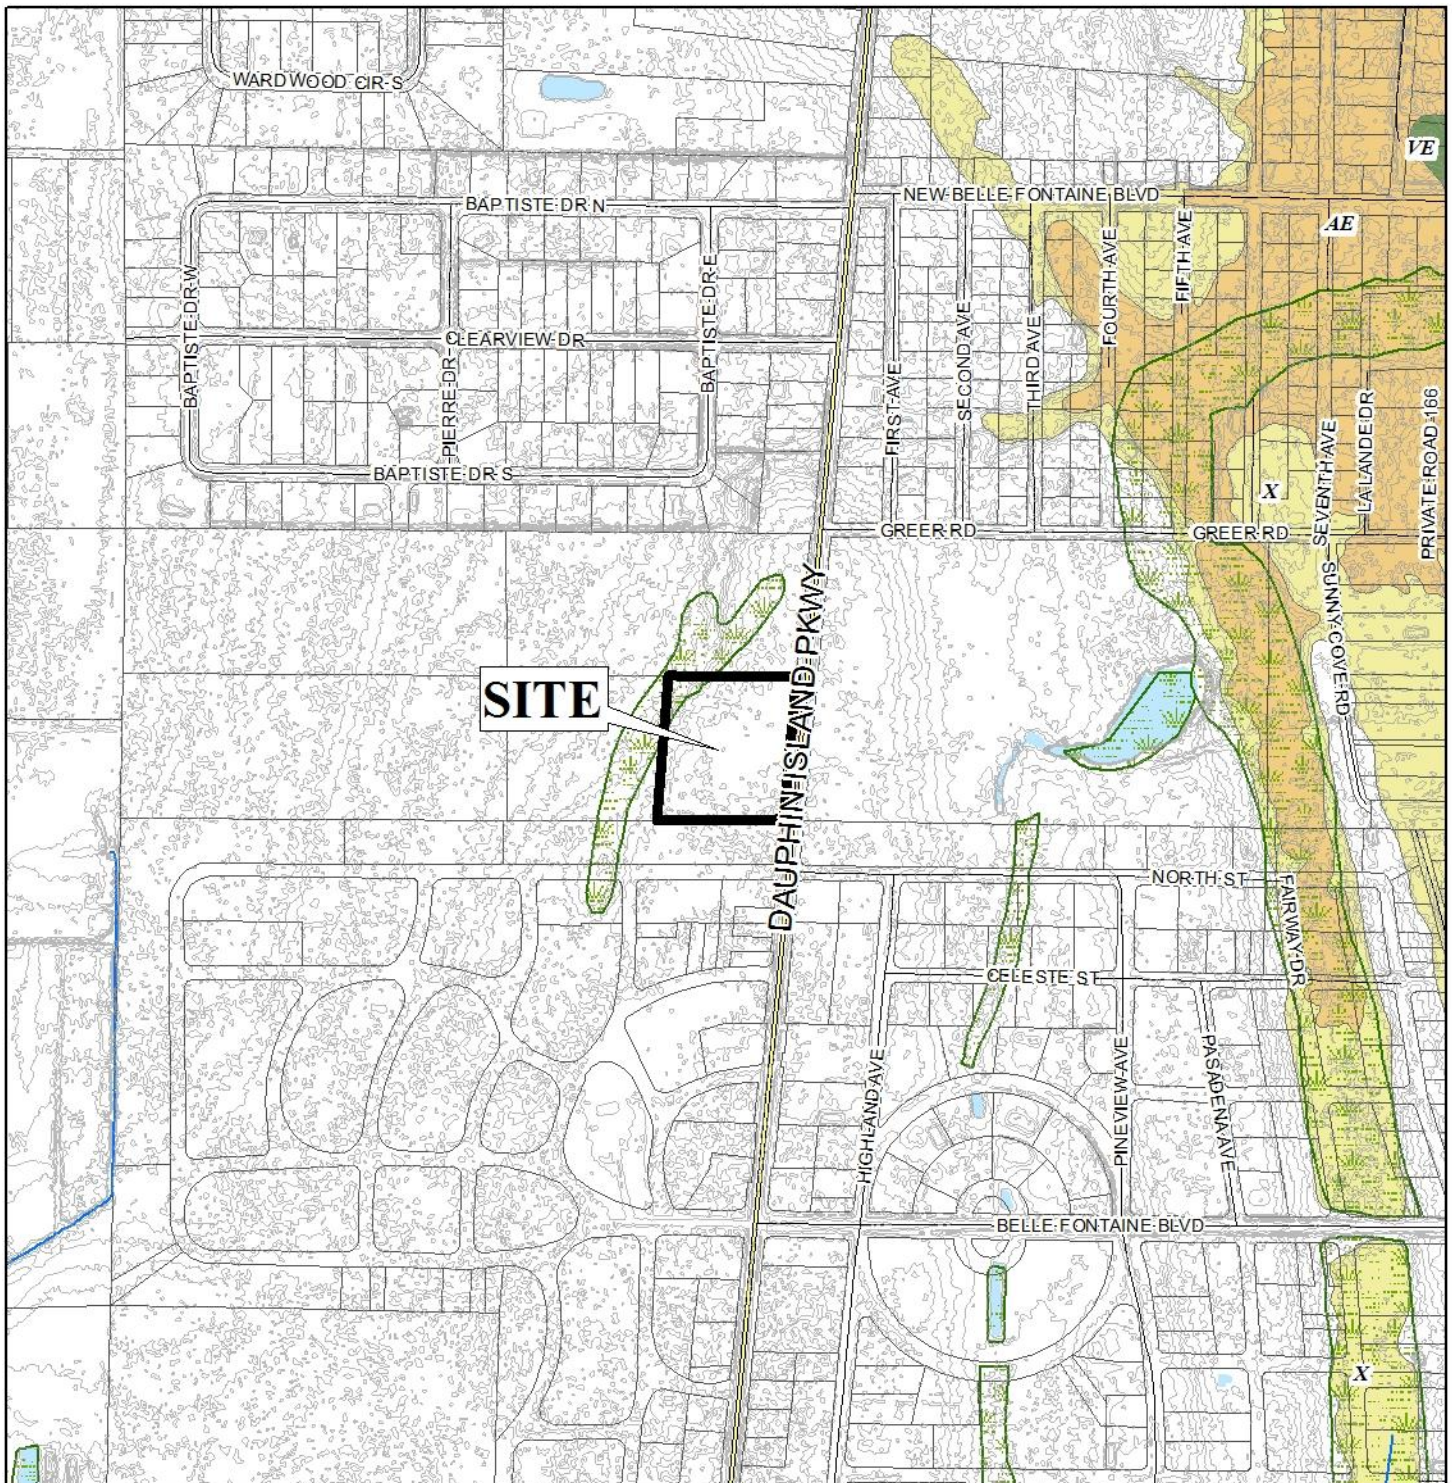 WARDWOOD CIR S
VE
NEW BELLE FONTAINE BLVD
BAPTISTE DR N
AE
FIFTH AVE
FOURTH AVE
BAPTISTE DR W
BAPTISTE DR E
CLEARVIEW DR
PIERRE DR
FIRST AVE
SECOND AVE
THIRD AVE
SEVENTH AVE
LA LANDE DR
PRIVATE ROAD 166
BAPTISTE DR S
X
GREER RD
GREER RD
SUNNY COVE RD
SITE
DAUPHIN ISLAND PKWY
NORTH ST
FAIRWAY DR
CELESTE ST
HIGHLAND AVE
PINEVIEW AVE
PASADENA AVE
BELLE FONTAINE BLVD
X